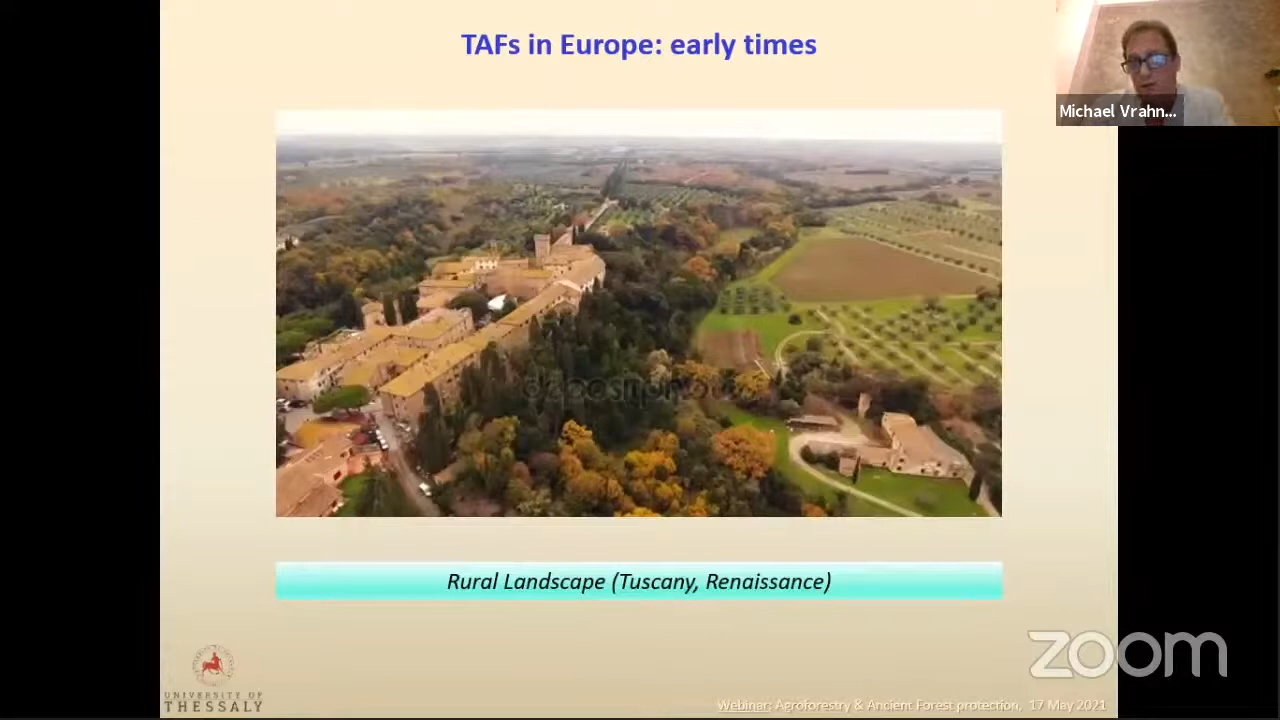 TAFs in Europe: early times
Michael Vrahn...
depositphotos
Rural Landscape (Tuscany, Renaissance)
UNIVERSITY OF
THESSALY
zoom
Webinar: Agroforestry & Ancient Forest protection, 17 May 2021